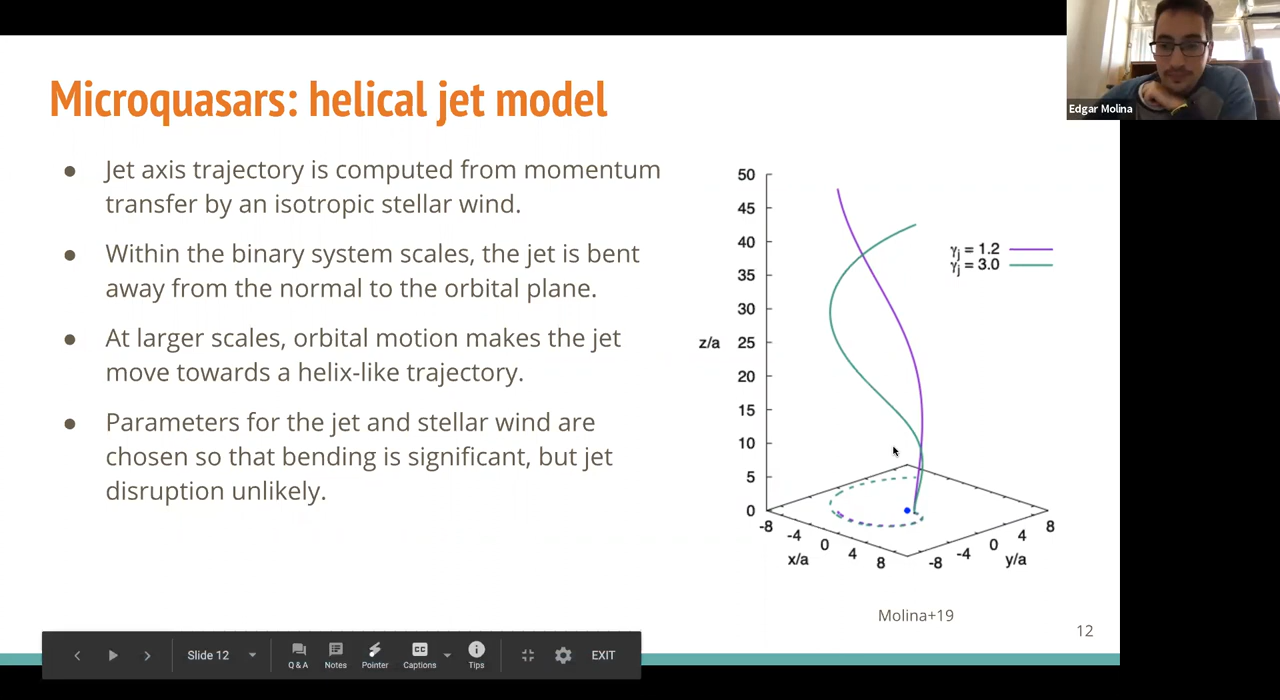 Edgar Molina
Microquasars: helical jet model
● Jet axis trajectory is computed from momentum
transfer by an isotropic stellar wind.
● Within the binary system scales, the jet is bent
away from the normal to the orbital plane.
● At larger scales, orbital motion makes the jet
move towards a helix-like trajectory.
● Parameters for the jet and stellar wind are
chosen so that bending is significant, but jet
disruption unlikely.
50
45
40
35
30
25
20
15
10
5
0
z/a
γj = 1.2
γj = 3.0
-8
-4
0
4
8
x/a
-8
-4
0
4
8
y/a
Molina+19
12
Slide 12
Q & A
Notes
Pointer
CC
Captions
Tips
EXIT